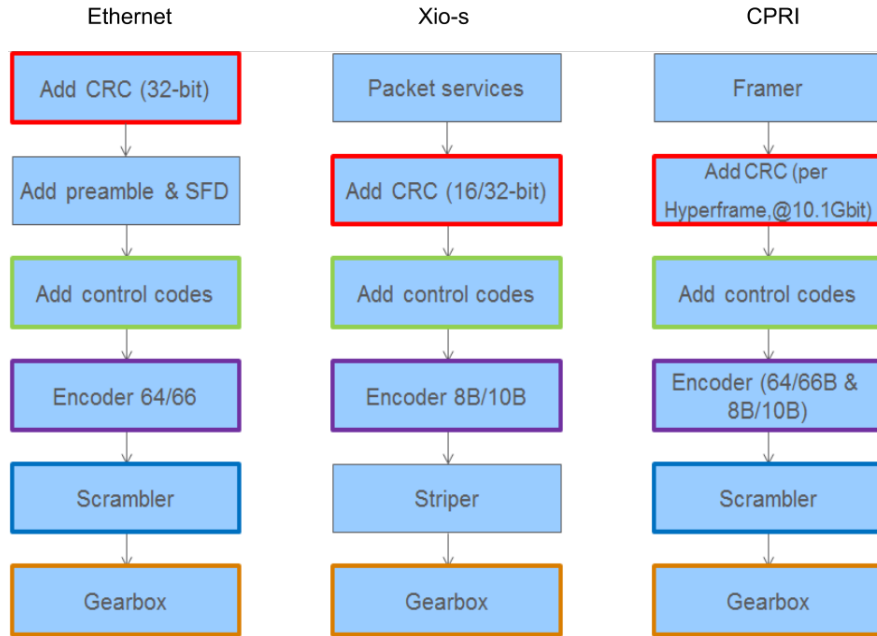 Ethernet
Xio-s
CPRI
Add CRC (32-bit)
Packet services
Framer
Add preamble & SFD
Add CRC (16/32-bit)
Add CRC (per
Hyperframe,@10.1Gbit)
Add control codes
Add control codes
Add control codes
Encoder 64/66
Encoder 8B/10B
Encoder (64/66B &
8B/10B)
Scrambler
Striper
Scrambler
Gearbox
Gearbox
Gearbox